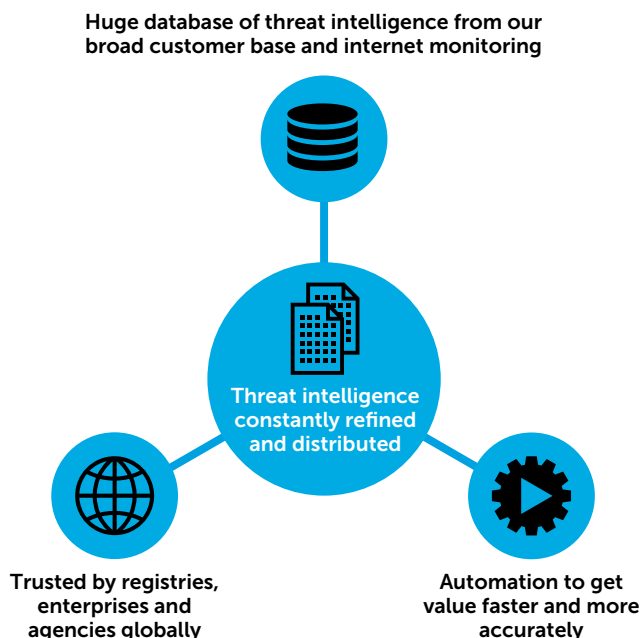 Huge database of threat intelligence from our
broad customer base and internet monitoring
Threat intelligence
constantly refined
and distributed
Trusted by registries,
enterprises and
agencies globally
Automation to get
value faster and more
accurately